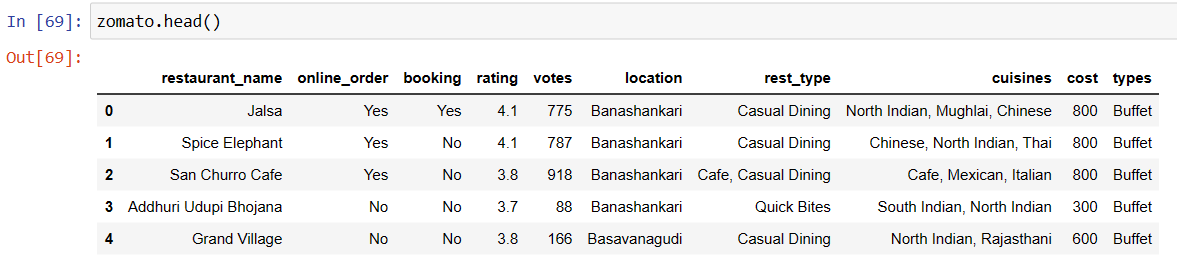 In [69]: zomato.head()
Out[69]:
restaurant_name online_order booking rating votes location rest_type cuisines cost types
0 Jalsa Yes Yes 4.1 775 Banashankari Casual Dining North Indian, Mughlai, Chinese 800 Buffet
1 Spice Elephant Yes No 4.1 787 Banashankari Casual Dining Chinese, North Indian, Thai 800 Buffet
2 San Churro Cafe Yes No 3.8 918 Banashankari Cafe, Casual Dining Cafe, Mexican, Italian 800 Buffet
3 Addhuri Udupi Bhojana No No 3.7 88 Banashankari Quick Bites South Indian, North Indian 300 Buffet
4 Grand Village No No 3.8 166 Basavanagudi Casual Dining North Indian, Rajasthani 600 Buffet